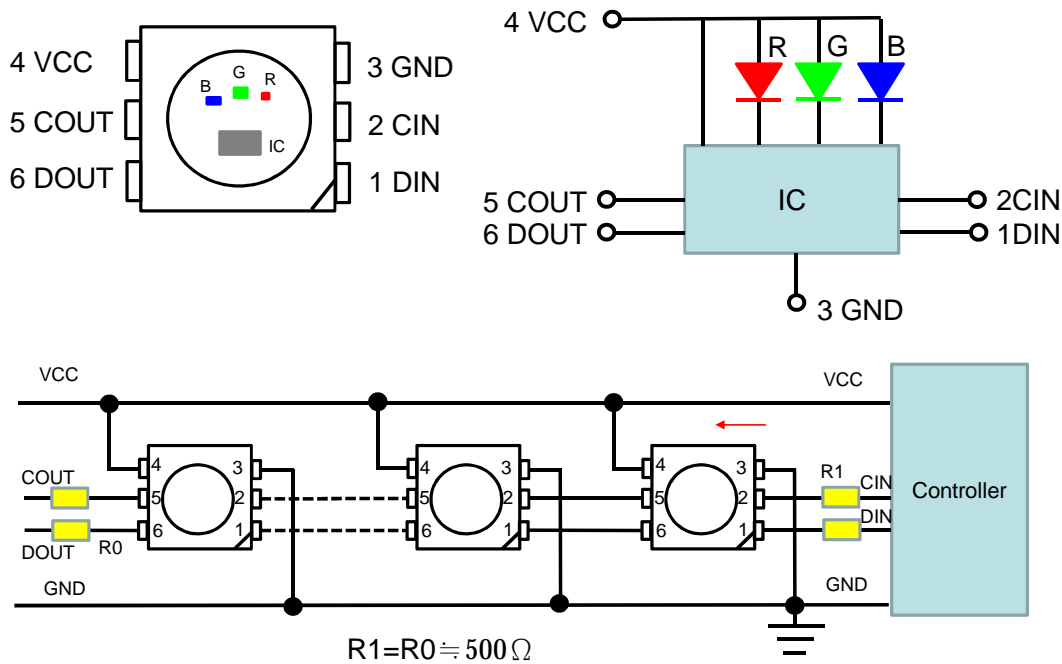 4 VCC
5 COUT
6 DOUT
B
G
R
IC
3 GND
2 CIN
1 DIN
4 VCC
R
G
B
IC
5 COUT
6 DOUT
2CIN
1DIN
3 GND
VCC
VCC
COUT
DOUT
R0
GND
4
5
6
3
2
1
4
5
6
3
2
1
4
5
6
3
2
1
R1
CIN
DIN
GND
Controller
R1=R0≒500Ω